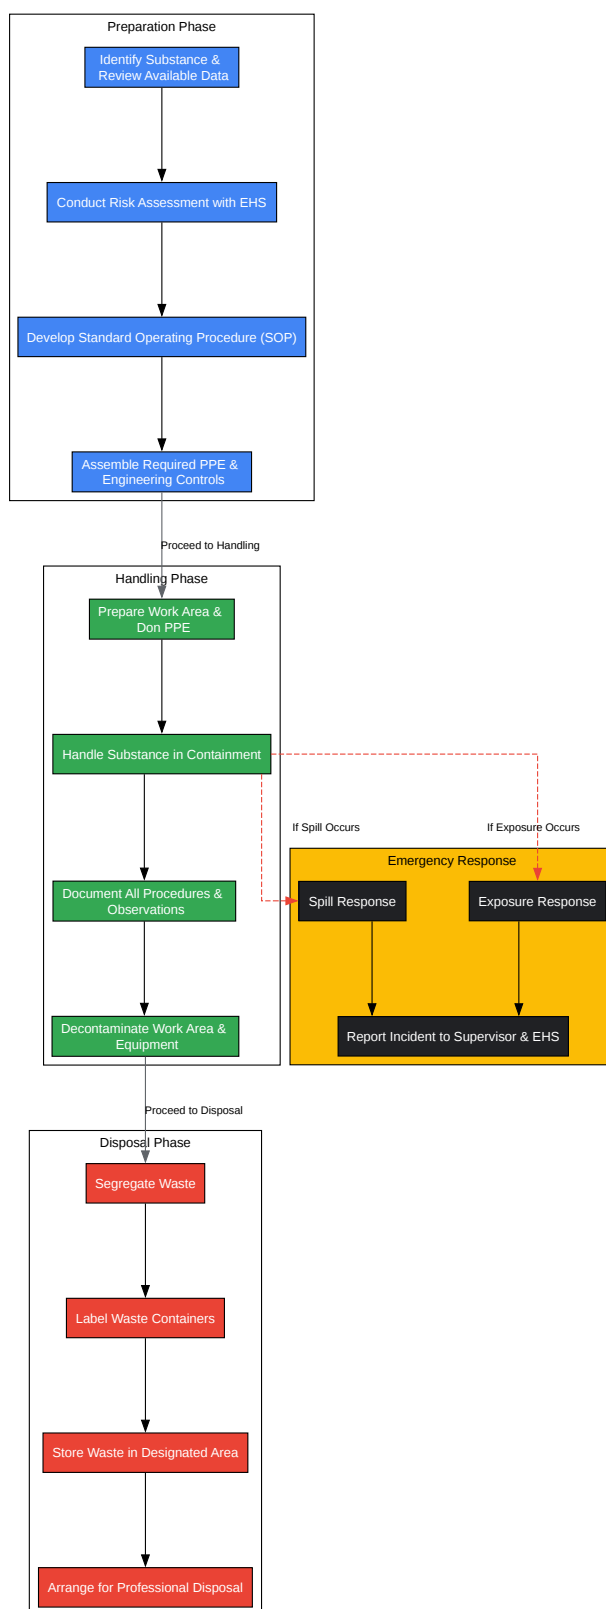 Preparation Phase
Identify Substance &
Review Available Data
Conduct Risk Assessment with EHS
Develop Standard Operating Procedure (SOP)
Assemble Required PPE &
Engineering Controls
Proceed to Handling
Handling Phase
Prepare Work Area &
Don PPE
Handle Substance in Containment
If Spill Occurs
If Exposure Occurs
Emergency Response
Document All Procedures &
Observations
Spill Response
Exposure Response
Decontaminate Work Area &
Equipment
Report Incident to Supervisor & EHS
Proceed to Disposal
Disposal Phase
Segregate Waste
Label Waste Containers
Store Waste in Designated Area
Arrange for Professional Disposal